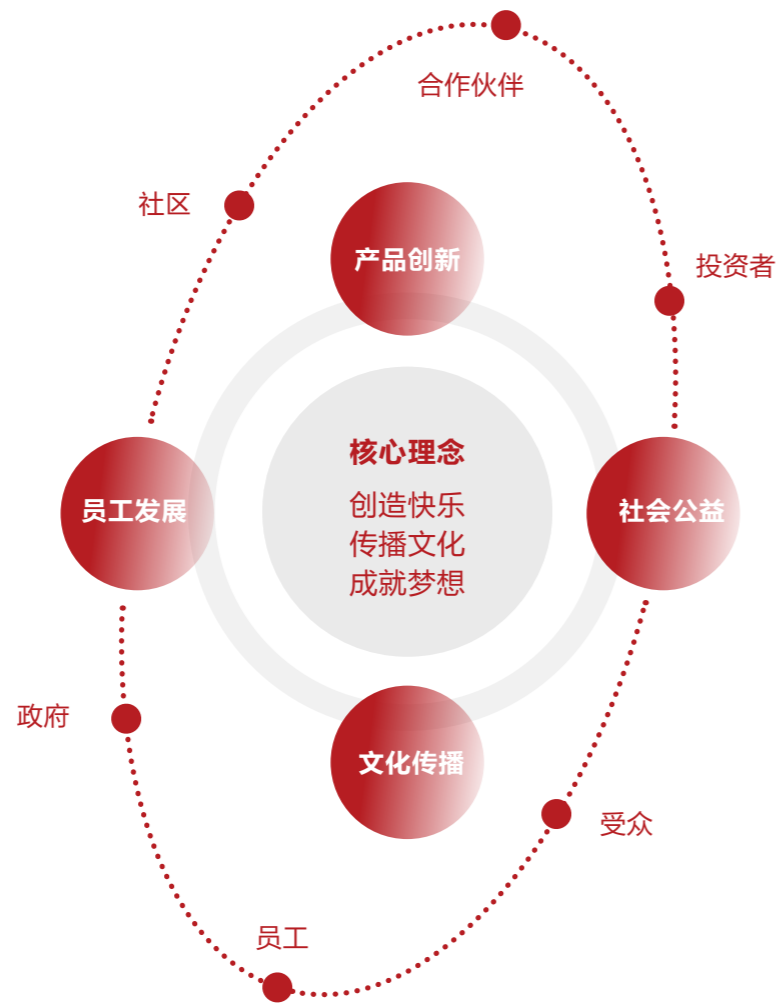 合作伙伴
社区
产品创新
投资者
核心理念
创造快乐
传播文化
成就梦想
员工发展
社会公益
政府
文化传播
受众
员工